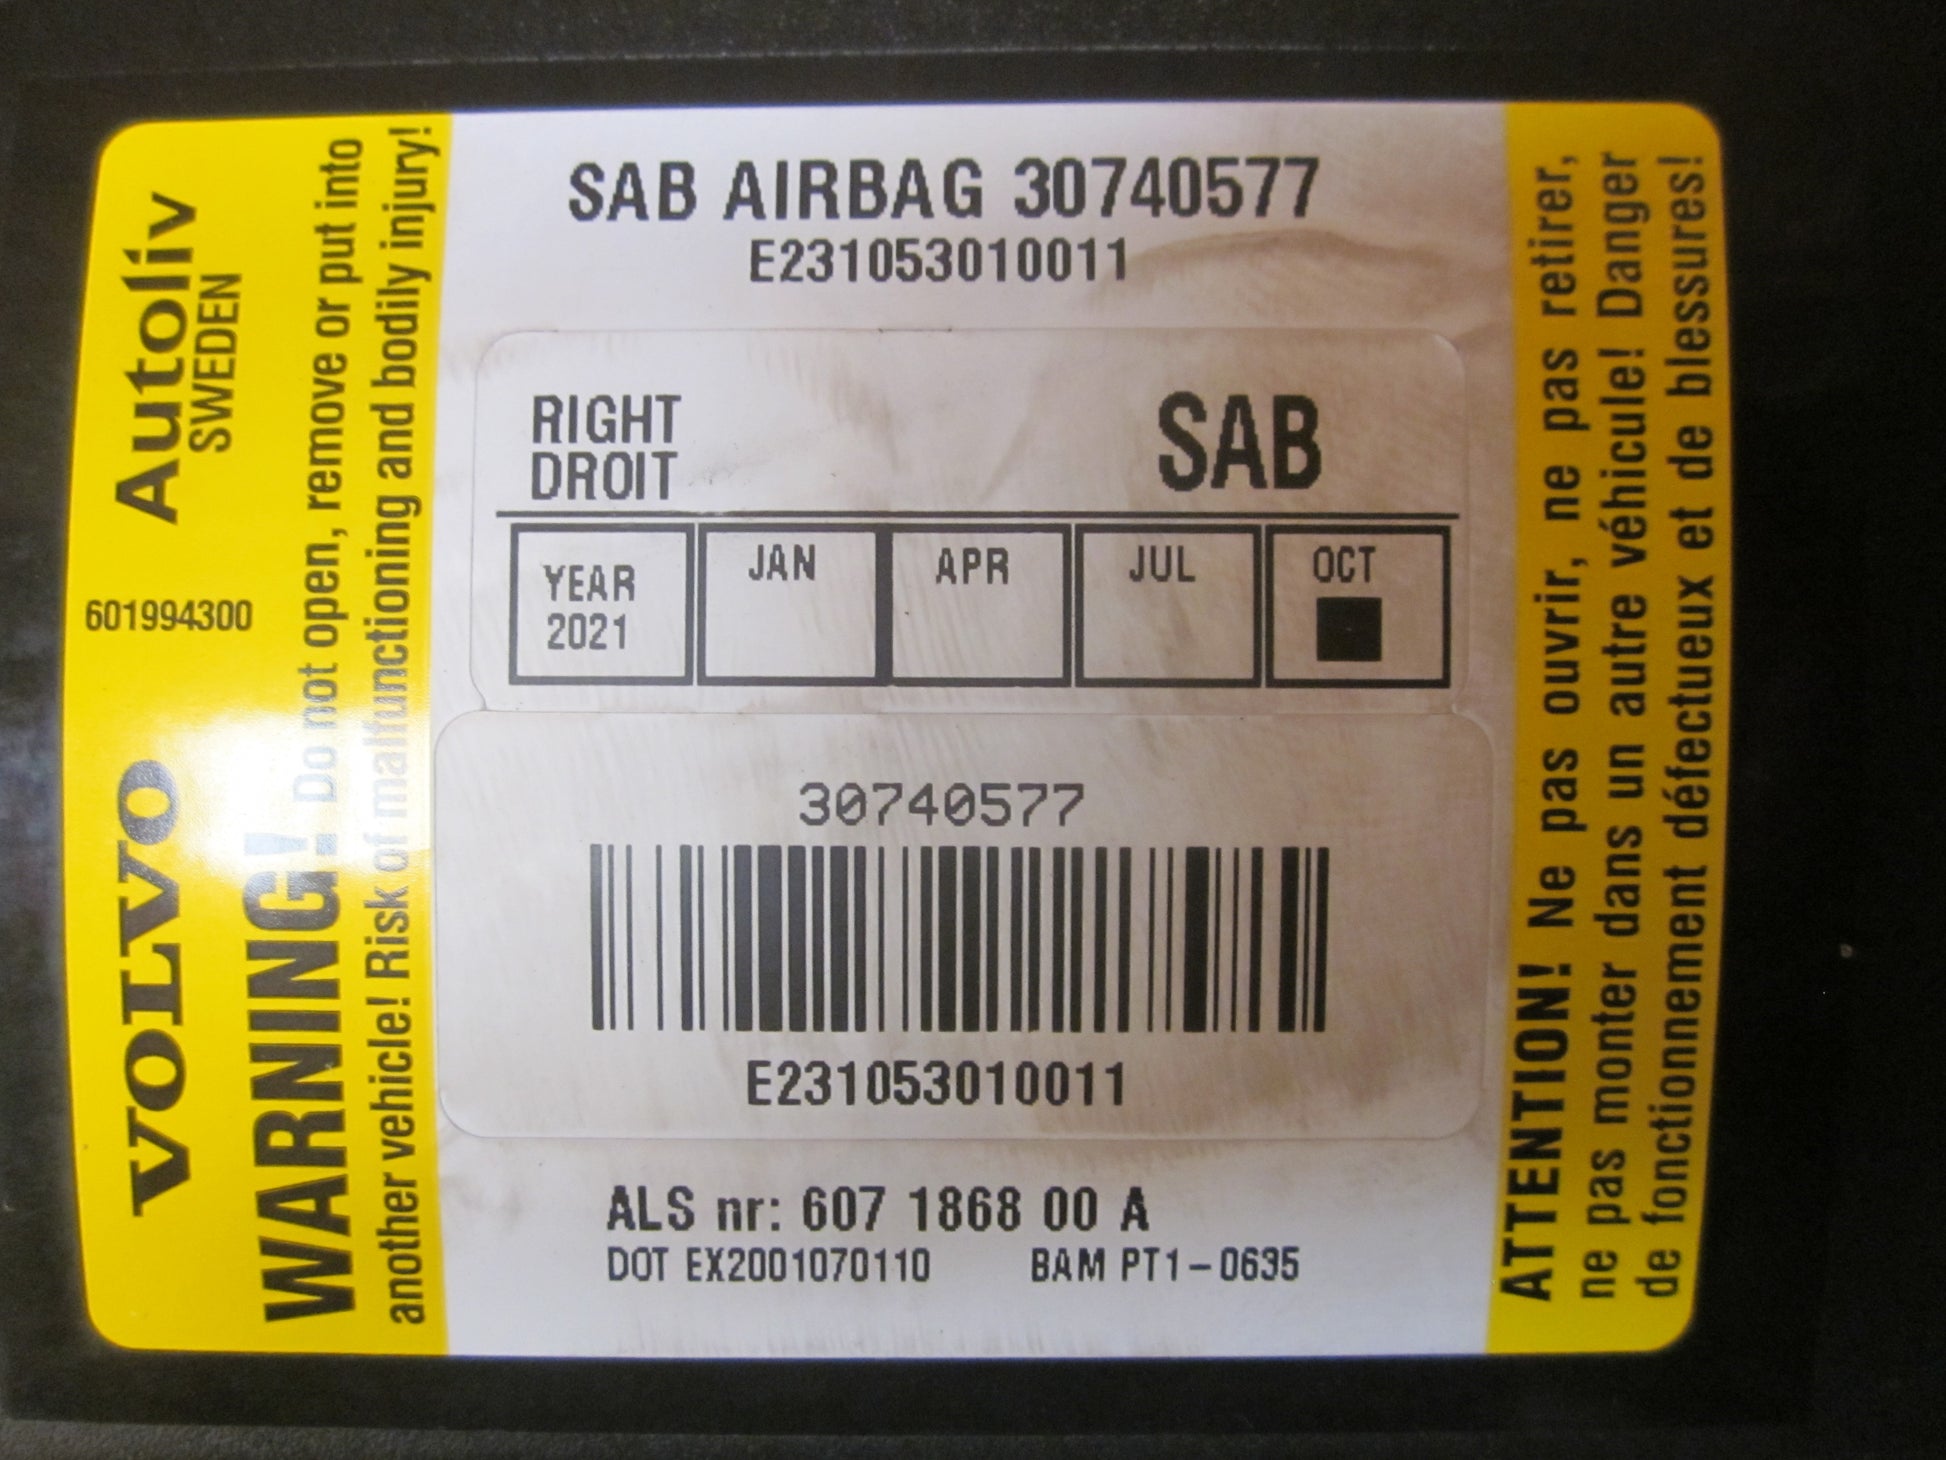 VOLVO
601994300
Autoliv
SWEDEN
WARNING! Do not open, remove or put into
another vehicle! Risk of malfunctioning and bodily injury!
SAB AIRBAG 30740577
E231053010011
RIGHT
DROIT
SAB
YEAR
2021
JAN
APR
JUL
OCT
30740577
E231053010011
ALS nr: 607 1868 00 A
DOT EX2001070110 BAM PT1-0635
ATTENTION! Ne pas ouvrir, ne pas retirer,
ne pas monter dans un autre véhicule! Danger
de fonctionnement défectueux et de blessures!